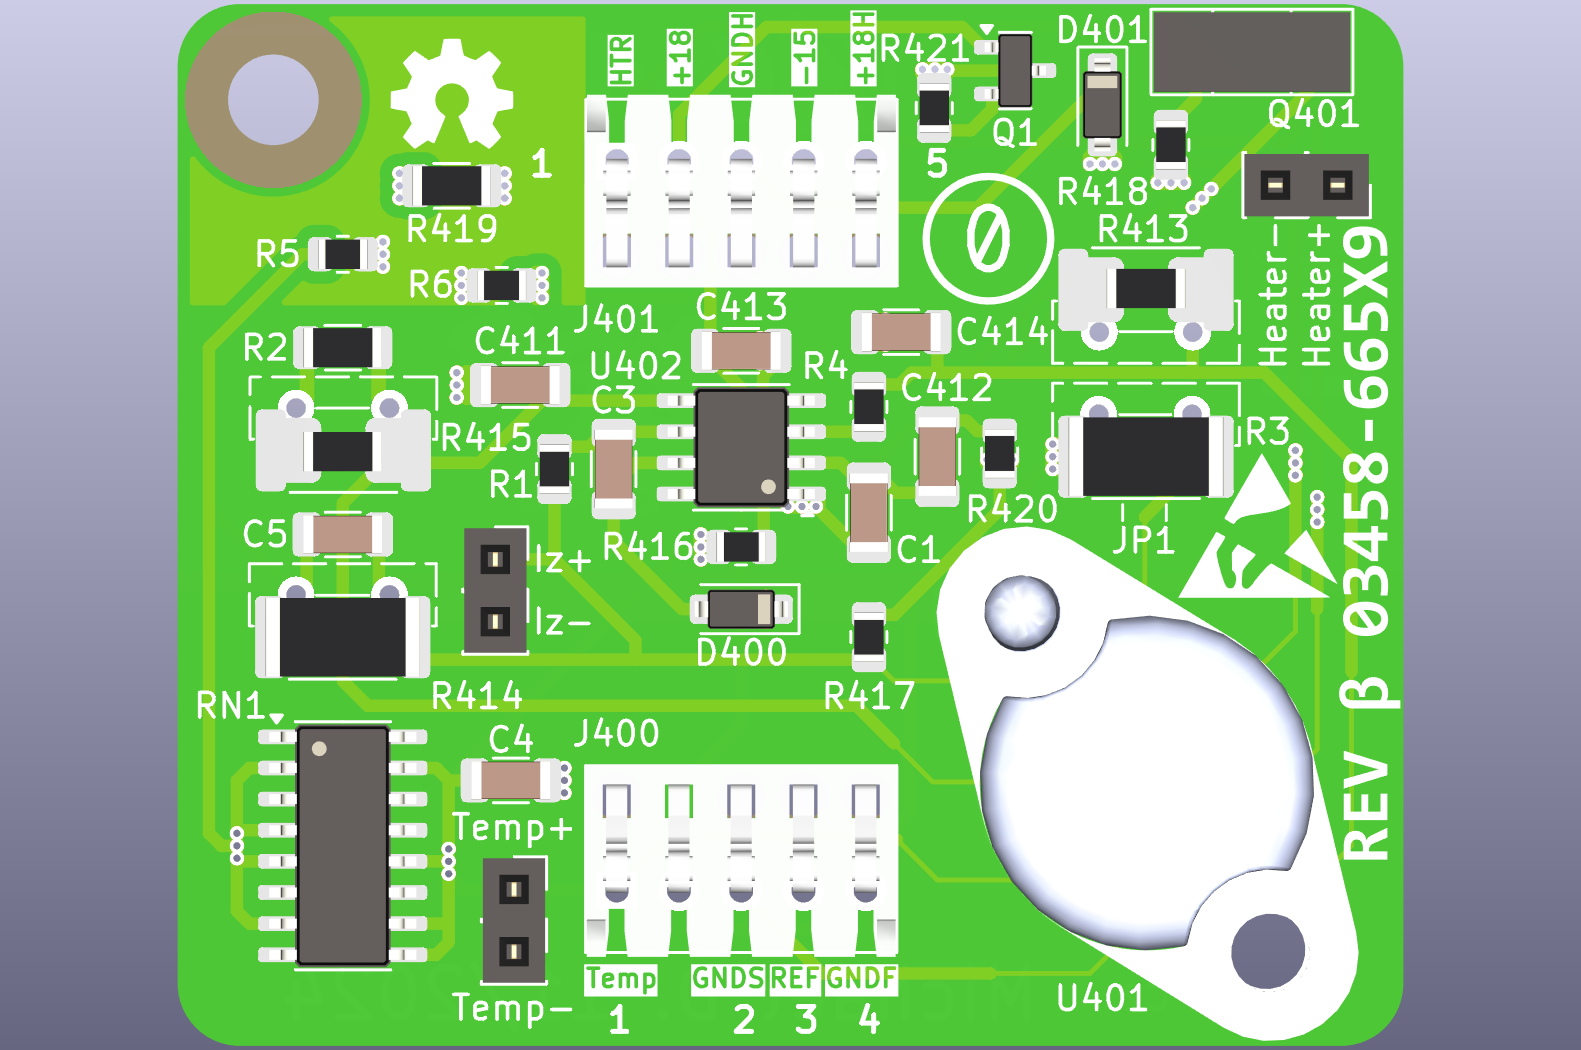 HTR
+18
GNDH
-15
+18H
R421
D401
Q1
Q401
1
5
R419
R418
R413
R5
R6
Heater-
Heater+
J401
C413
C414
R2
C411
U402
R4
C412
C3
R415
R3
R1
R420
C5
R416
C1
JP1
Iz+
Iz-
D400
R417
R414
RN1
J400
C4
03458-665X9
REV β
Temp+
Temp-
Temp
GNDS
REF
GNDF
1
2
3
4
U401
0